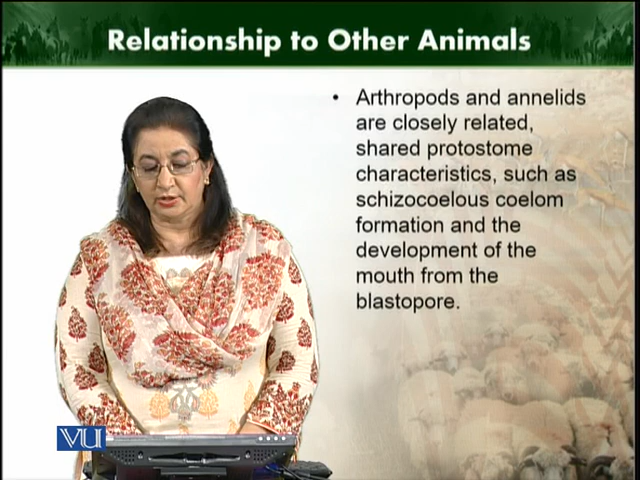 Relationship to Other Animals
• Arthropods and annelids
are closely related,
shared protostome
characteristics, such as
schizocoelous coelom
formation and the
development of the
mouth from the
blastopore.
VU